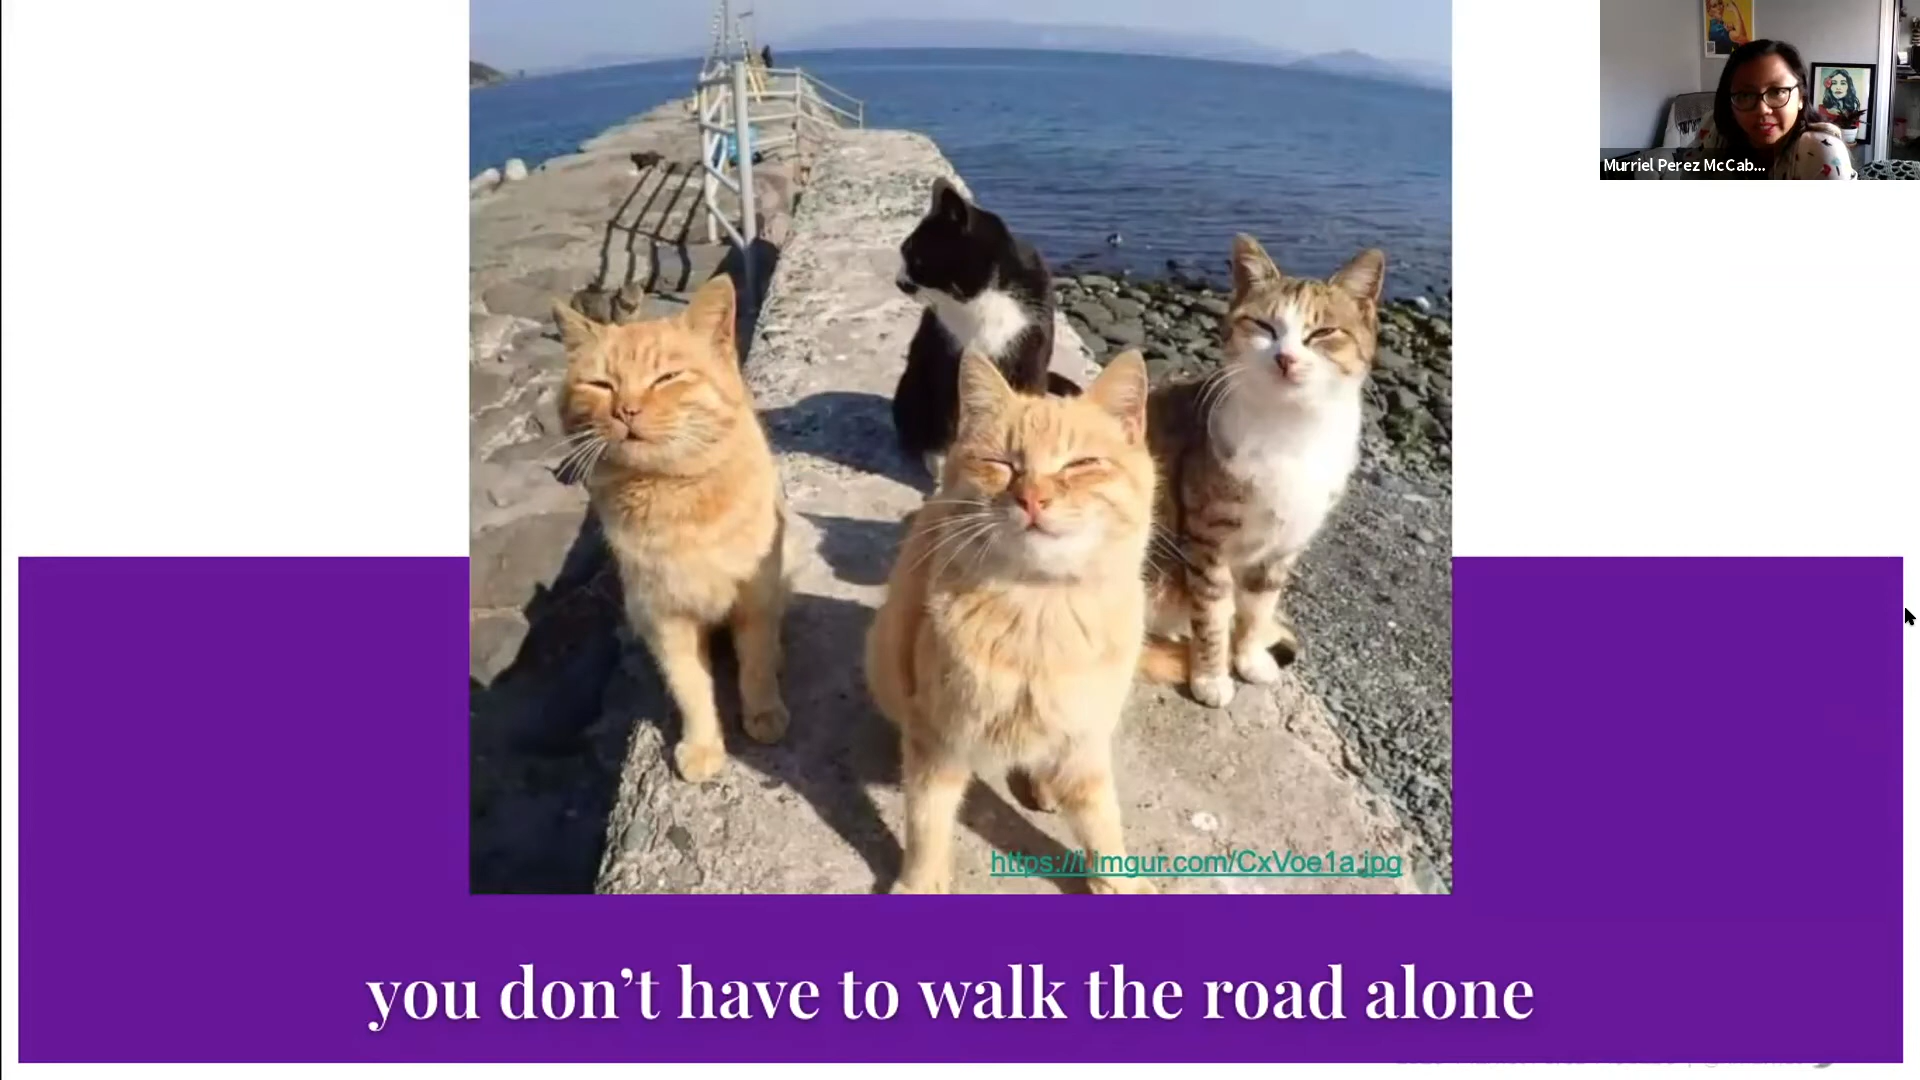 Murriel Perez McCab...
https://i.imgur.com/CxVoe1a.jpg
you don’t have to walk the road alone